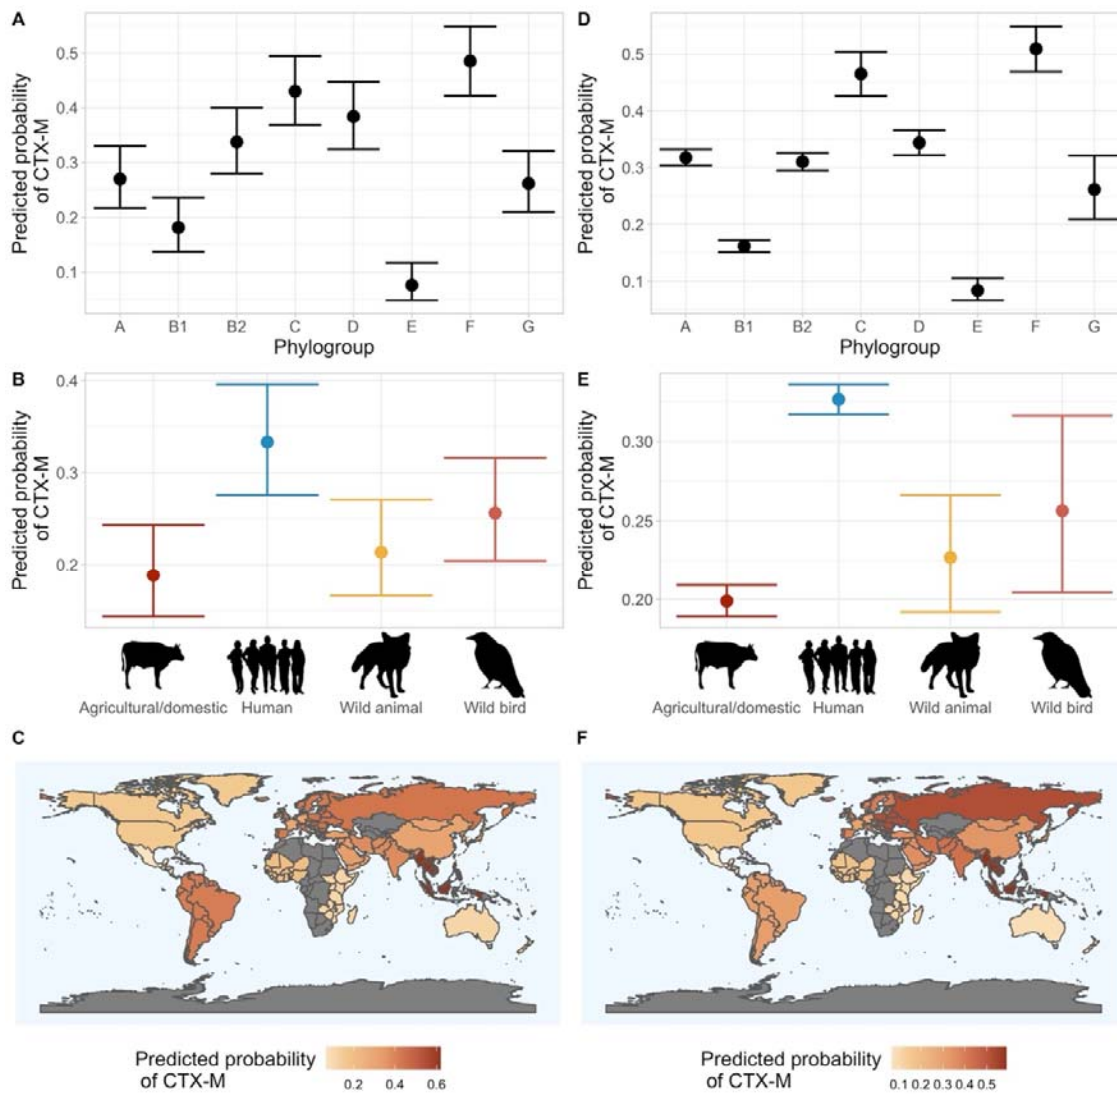 A
Predicted probability
of CTX-M
0.5
0.4
0.3
0.2
0.1
A B1 B2 C D E F G
Phylogroup
D
Predicted probability
of CTX-M
0.5
0.4
0.3
0.2
0.1
A B1 B2 C D E F G
Phylogroup
B
Predicted probability
of CTX-M
0.4
0.3
0.2
Agricultural/domestic Human Wild animal Wild bird
E
Predicted probability
of CTX-M
0.30
0.25
0.20
Agricultural/domestic Human Wild animal Wild bird
C
Predicted probability
of CTX-M
0.2 0.4 0.6
F
Predicted probability
of CTX-M
0.1 0.2 0.3 0.4 0.5